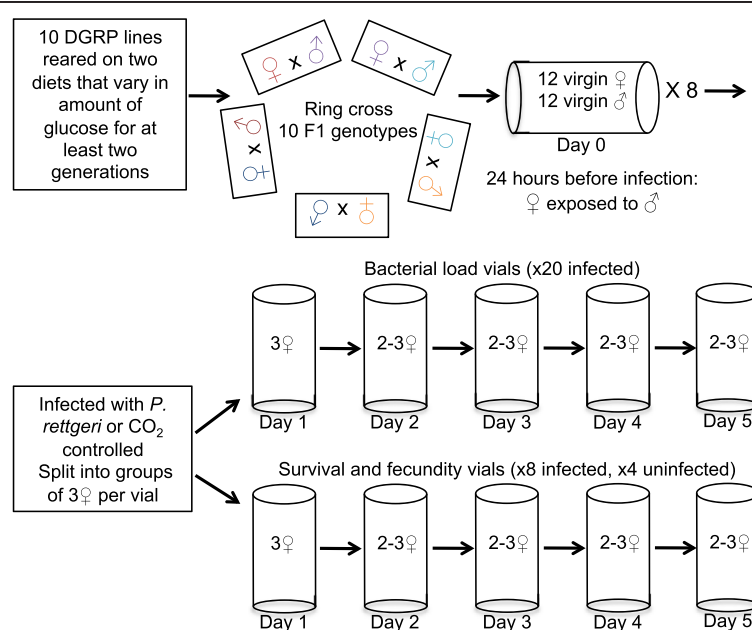 10 DGRP lines
reared on two
diets that vary in
amount of
glucose for at
least two
generations
♀ x ♂
♀ x ♂
♂ x ♀
Ring cross
10 F1 genotypes
♀ x ♂
♂ x ♀
12 virgin ♀
12 virgin ♂
X 8
Day 0
24 hours before infection:
♀ exposed to ♂
Bacterial load vials (x20 infected)
3♀ 2-3♀ 2-3♀ 2-3♀ 2-3♀
Day 1 Day 2 Day 3 Day 4 Day 5
Infected with P.
rettgeri or CO₂
controlled
Split into groups
of 3♀ per vial
Survival and fecundity vials (x8 infected, x4 uninfected)
3♀ 2-3♀ 2-3♀ 2-3♀ 2-3♀
Day 1 Day 2 Day 3 Day 4 Day 5